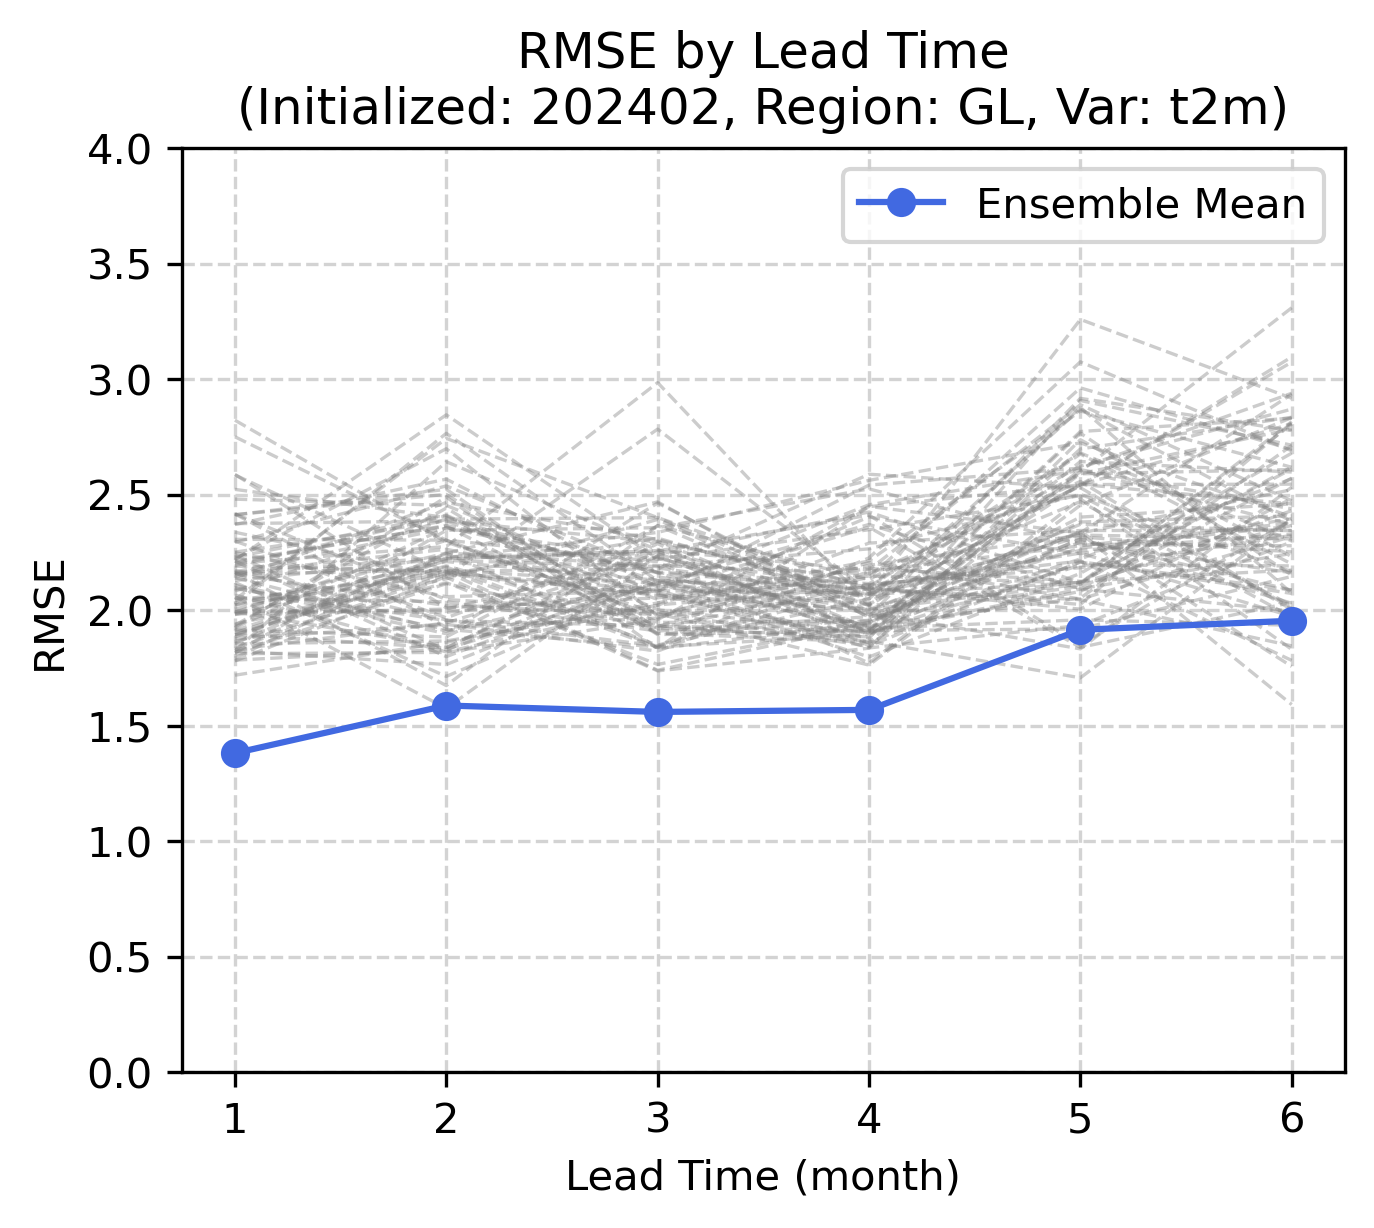 RMSE by Lead Time
(Initialized: 202402, Region: GL, Var: t2m)
4.0
3.5
3.0
2.5
2.0
1.5
1.0
0.5
0.0
RMSE
Ensemble Mean
1 2 3 4 5 6
Lead Time (month)